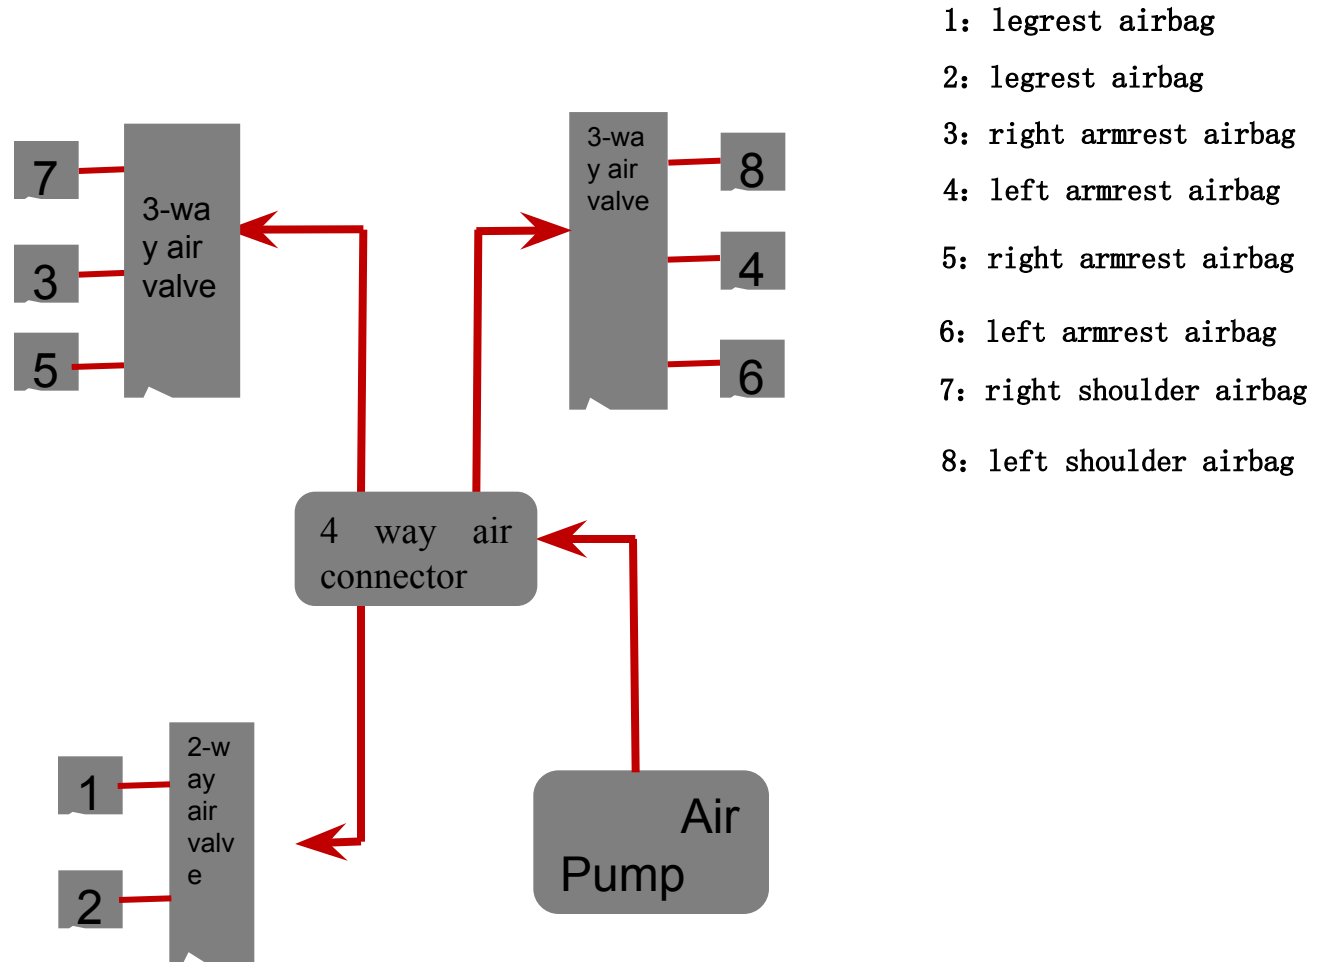 1: legrest airbag
2: legrest airbag
3: right armrest airbag
4: left armrest airbag
5: right armrest airbag
6: left armrest airbag
7: right shoulder airbag
8: left shoulder airbag
7
3
5
3-wa
y air
valve
3-wa
y air
valve
8
4
6
4 way air
connector
1
2
2-w
ay
air
valv
e
Air
Pump